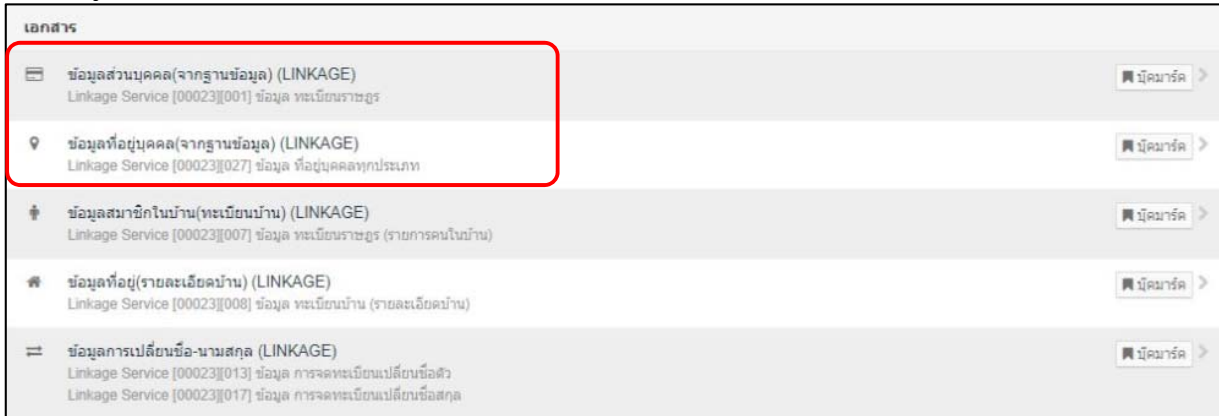 เอกสาร
ข้อมูลส่วนบุคคล(จากฐานข้อมูล) (LINKAGE)
Linkage Service [00023][001] ข้อมูล ทะเบียนราษฎร
บุ๊คมาร์ค
ข้อมูลที่อยู่บุคคล(จากฐานข้อมูล) (LINKAGE)
Linkage Service [00023][027] ข้อมูล ที่อยู่บุคคลทุกประเภท
บุ๊คมาร์ค
ข้อมูลสมาชิกในบ้าน(ทะเบียนบ้าน) (LINKAGE)
Linkage Service [00023][007] ข้อมูล ทะเบียนราษฎร (รายการคนในบ้าน)
บุ๊คมาร์ค
ข้อมูลที่อยู่(รายละเอียดบ้าน) (LINKAGE)
Linkage Service [00023][008] ข้อมูล ทะเบียนบ้าน (รายละเอียดบ้าน)
บุ๊คมาร์ค
ข้อมูลการเปลี่ยนชื่อ-นามสกุล (LINKAGE)
Linkage Service [00023][013] ข้อมูล การจดทะเบียนเปลี่ยนชื่อตัว
Linkage Service [00023][017] ข้อมูล การจดทะเบียนเปลี่ยนชื่อสกุล
บุ๊คมาร์ค